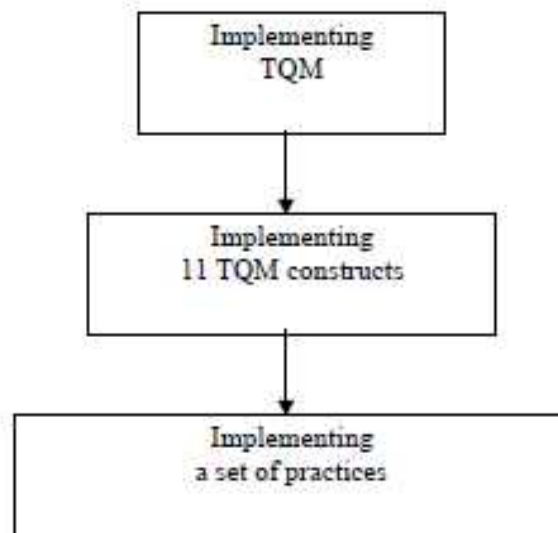 Implementing
TQM
Implementing
11 TQM constructs
Implementing
a set of practices